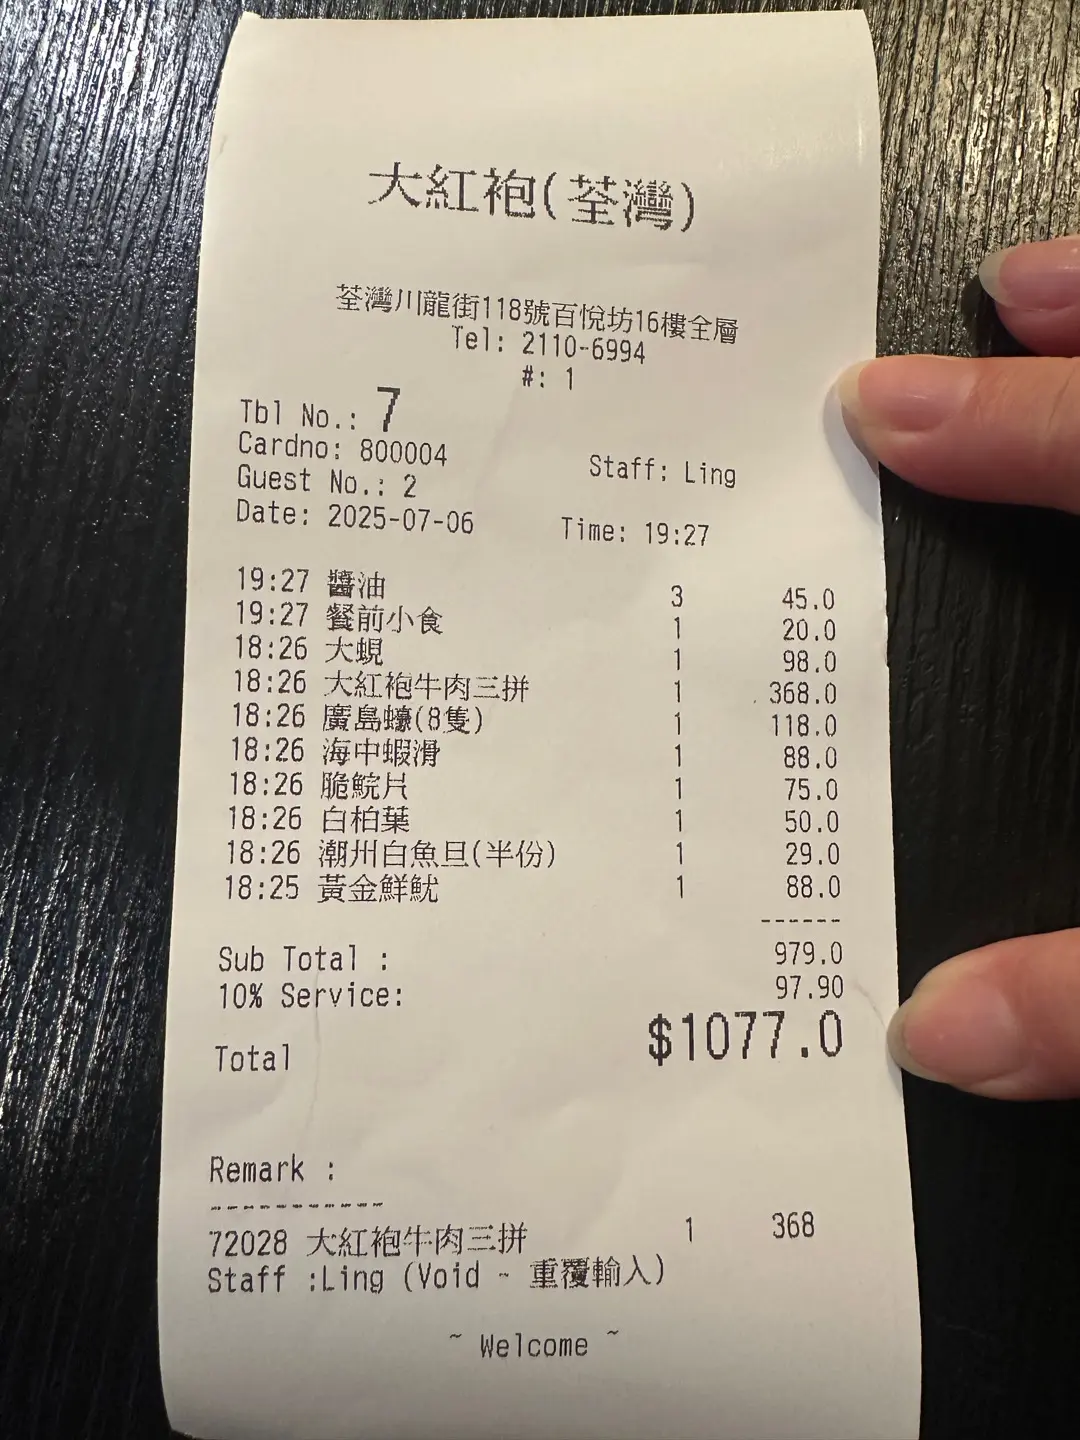 大紅袍(荃灣)
荃灣川龍街118號百悅坊16樓全層
Tel: 2110-6994
#: 1
Tbl No.: 7
Cardno: 800004 Staff: Ling
Guest No.: 2
Date: 2025-07-06 Time: 19:27
19:27 醬油 3 45.0
19:27 餐前小食 1 20.0
18:26 大蜆 1 98.0
18:26 大紅袍牛肉三拼 1 368.0
18:26 廣島蠔(8隻) 1 118.0
18:26 海中蝦滑 1 88.0
18:26 脆鯇片 1 75.0
18:26 白柏葉 1 50.0
18:26 潮州白魚旦(半份) 1 29.0
18:25 黃金鮮魷 1 88.0
------
Sub Total : 979.0
10% Service: 97.90
Total $1077.0
Remark :
-----------
72028 大紅袍牛肉三拼 1 368
Staff :Ling (Void - 重覆輸入)
~ Welcome ~